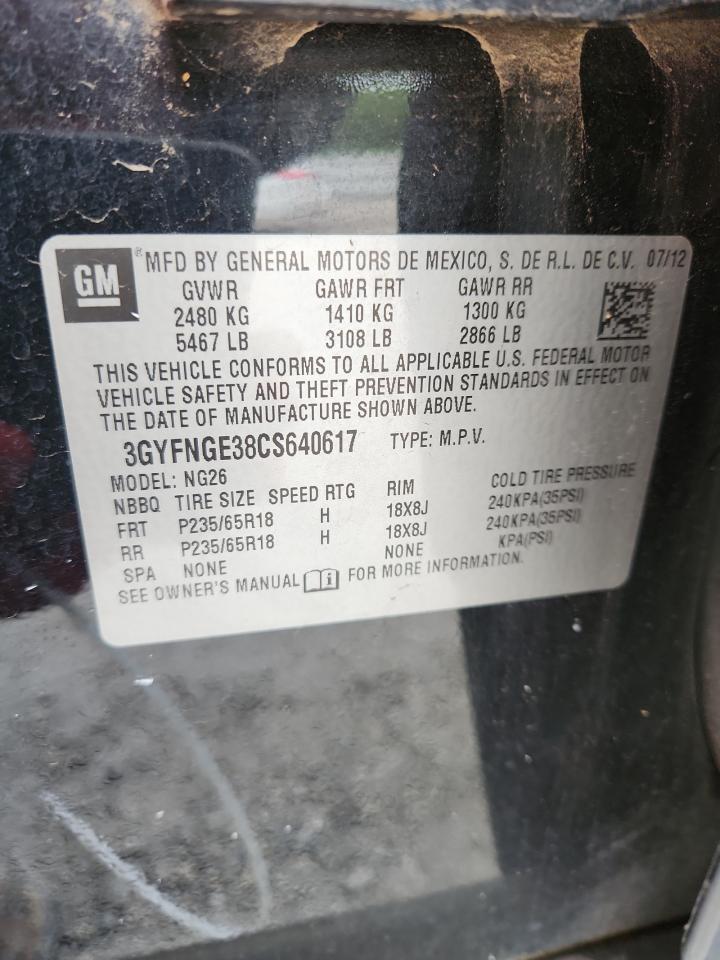 GM ® MFD BY GENERAL MOTORS DE MEXICO, S. DE R.L. DE C.V. 07/12
GVWR GAWR FRT GAWR RR
2480 KG 1410 KG 1300 KG
5467 LB 3108 LB 2866 LB
THIS VEHICLE CONFORMS TO ALL APPLICABLE U.S. FEDERAL MOTOR
VEHICLE SAFETY AND THEFT PREVENTION STANDARDS IN EFFECT ON
THE DATE OF MANUFACTURE SHOWN ABOVE.
3GYFNGE38CS640617 TYPE: M.P.V.
MODEL: NG26
NBBQ TIRE SIZE SPEED RTG RIM COLD TIRE PRESSURE
FRT P235/65R18 H 18X8J 240KPA(35PSI)
RR P235/65R18 H 18X8J 240KPA(35PSI)
SPA NONE NONE KPA(PSI)
SEE OWNER'S MANUAL i FOR MORE INFORMATION.